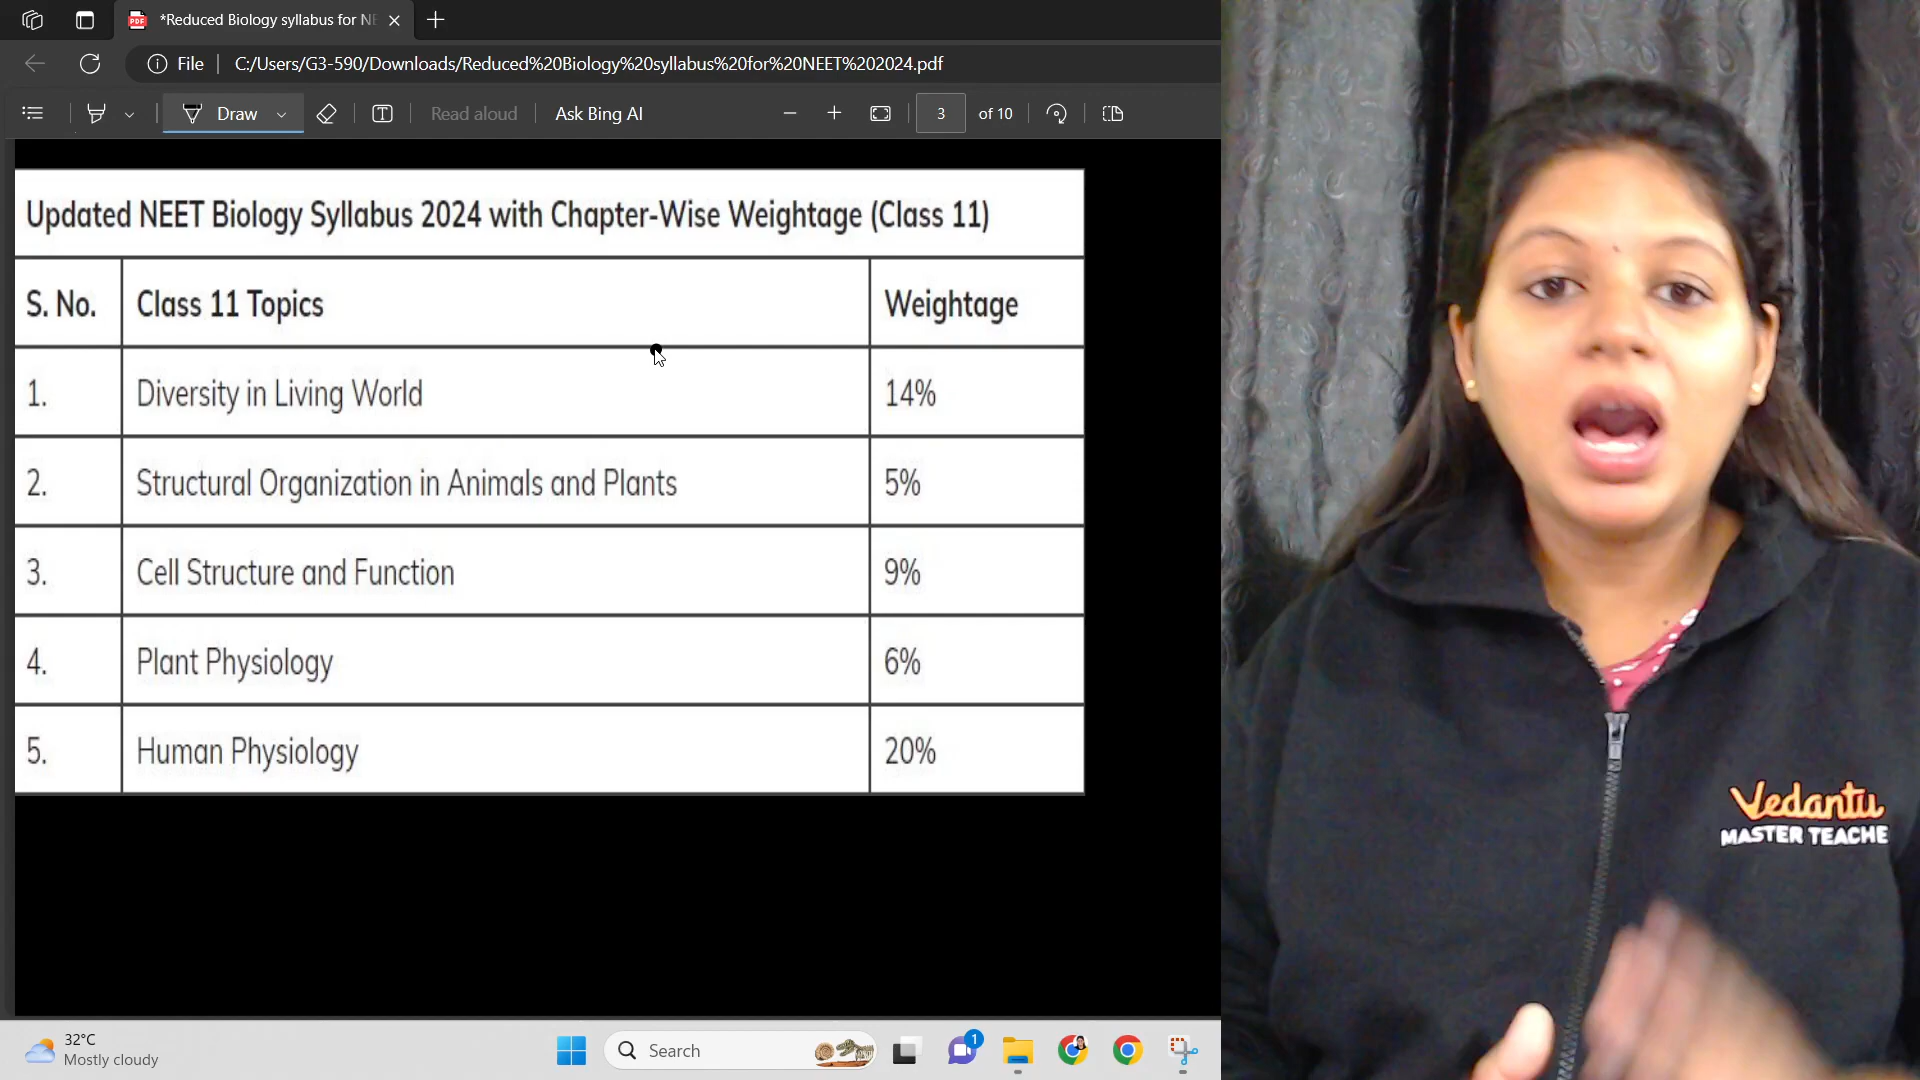 *Reduced Biology syllabus for NE
File
C:/Users/G3-590/Downloads/Reduced%20Biology%20syllabus%20for%20NEET%202024.pdf
Draw
Read aloud
Ask Bing AI
3 of 10
Updated NEET Biology Syllabus 2024 with Chapter-Wise Weightage (Class 11)
S. No. Class 11 Topics Weightage
1. Diversity in Living World 14%
2. Structural Organization in Animals and Plants 5%
3. Cell Structure and Function 9%
4. Plant Physiology 6%
5. Human Physiology 20%
Vedantu
MASTER TEACHE
32°C
Mostly cloudy
Search
1